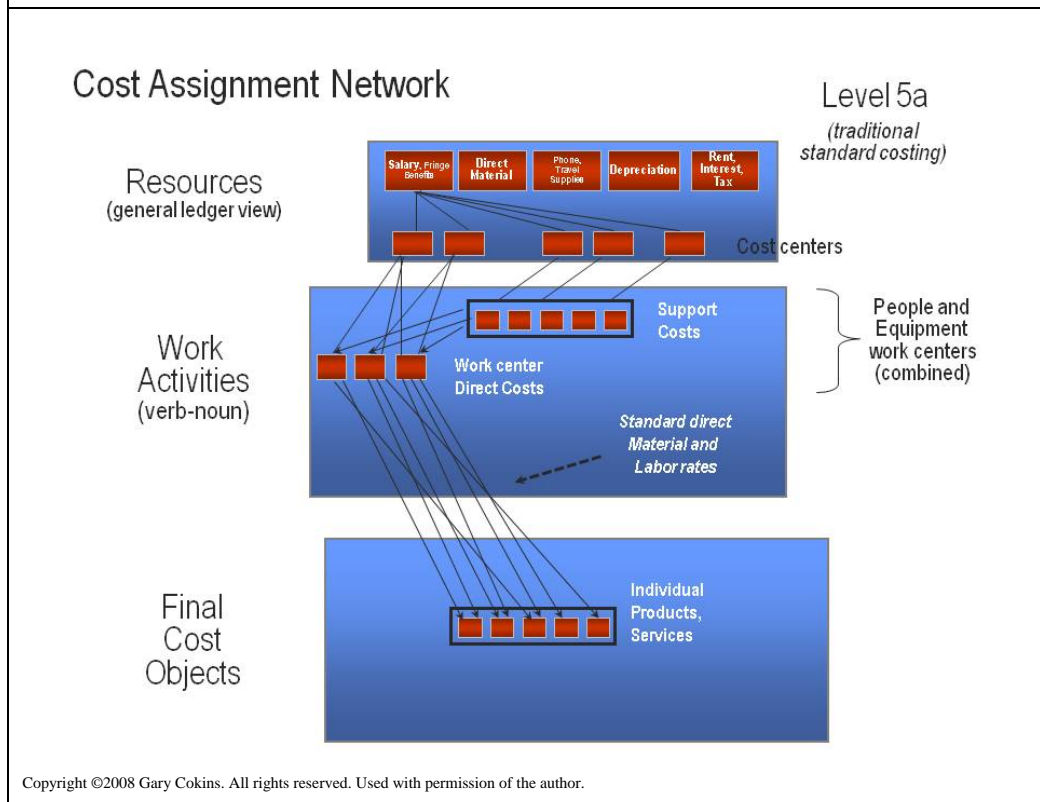 Cost Assignment Network
Level 5a
(traditional
standard costing)
Resources
(general ledger view)
Salary, Fringe
Benefits
Direct
Material
Phone,
Travel
Supplies
Depreciation
Rent,
Interest,
Tax
Cost centers
Work
Activities
(verb-noun)
Support
Costs
Work center
Direct Costs
People and
Equipment
work centers
(combined)
Standard direct
Material and
Labor rates
Final
Cost
Objects
Individual
Products,
Services
Copyright ©2008 Gary Cokins. All rights reserved. Used with permission of the author.